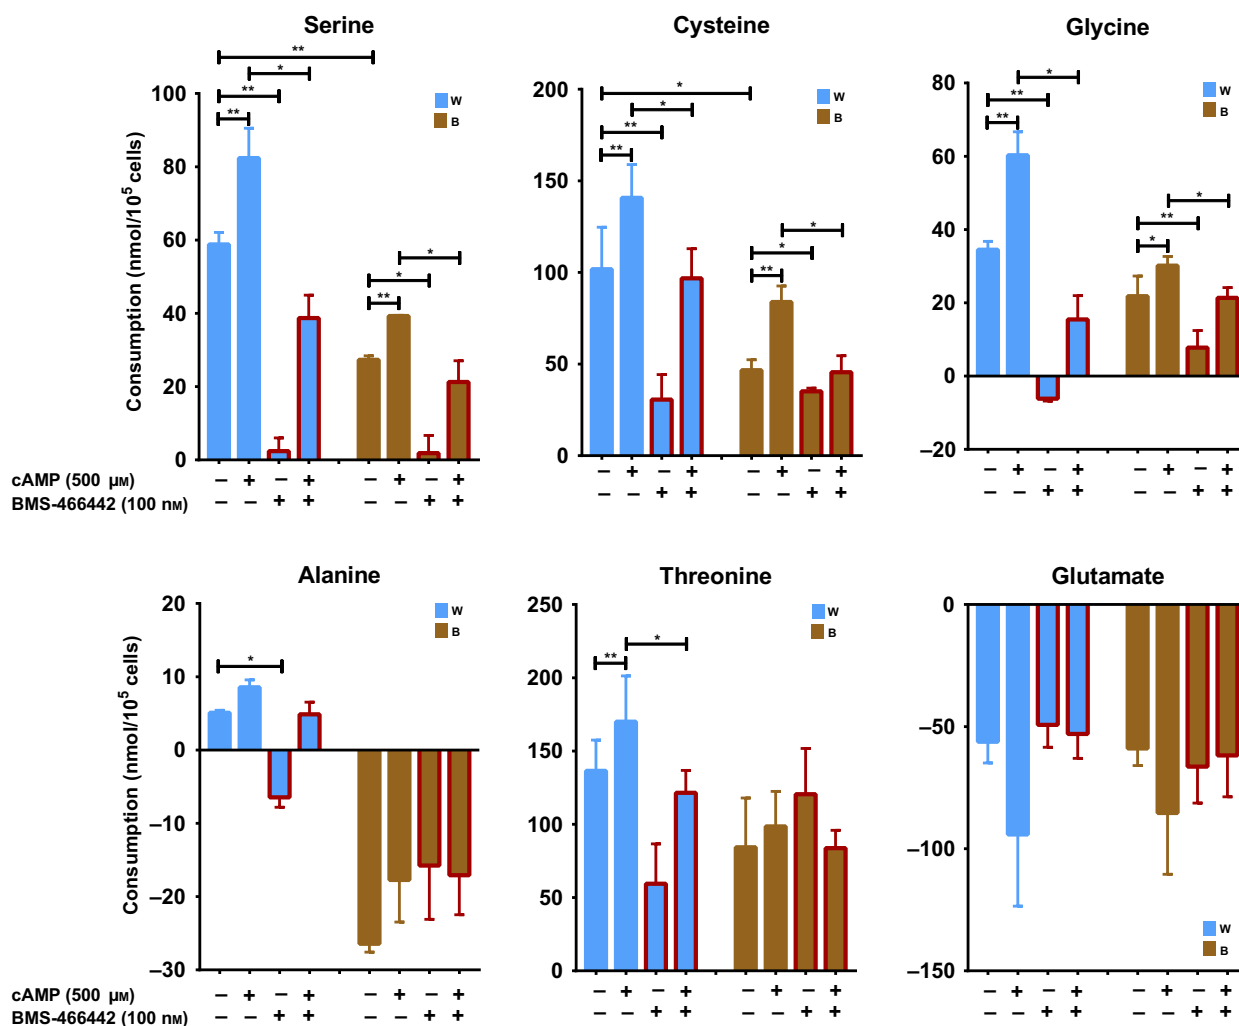 Serine
Consumption (nmol/10⁵ cells)
100
80
60
40
20
0
W
B
** * ** ** * * **
cAMP (500 µM) – + – + – + – +
BMS-466442 (100 nM) – – + + – – + +
Cysteine
200
150
100
50
0
W
B
* * ** ** * * **
– + – + – + – +
– – + + – – + +
Glycine
80
60
40
20
0
–20
W
B
* ** ** * ** *
– + – + – + – +
– – + + – – + +
Alanine
Consumption (nmol/10⁵ cells)
20
10
0
–10
–20
–30
W
B
*
cAMP (500 µM) – + – + – + – +
BMS-466442 (100 nM) – – + + – – + +
Threonine
250
200
150
100
50
0
W
B
** *
– + – + – + – +
– – + + – – + +
Glutamate
0
–50
–100
–150
W
B
– + – + – + – +
– – + + – – + +